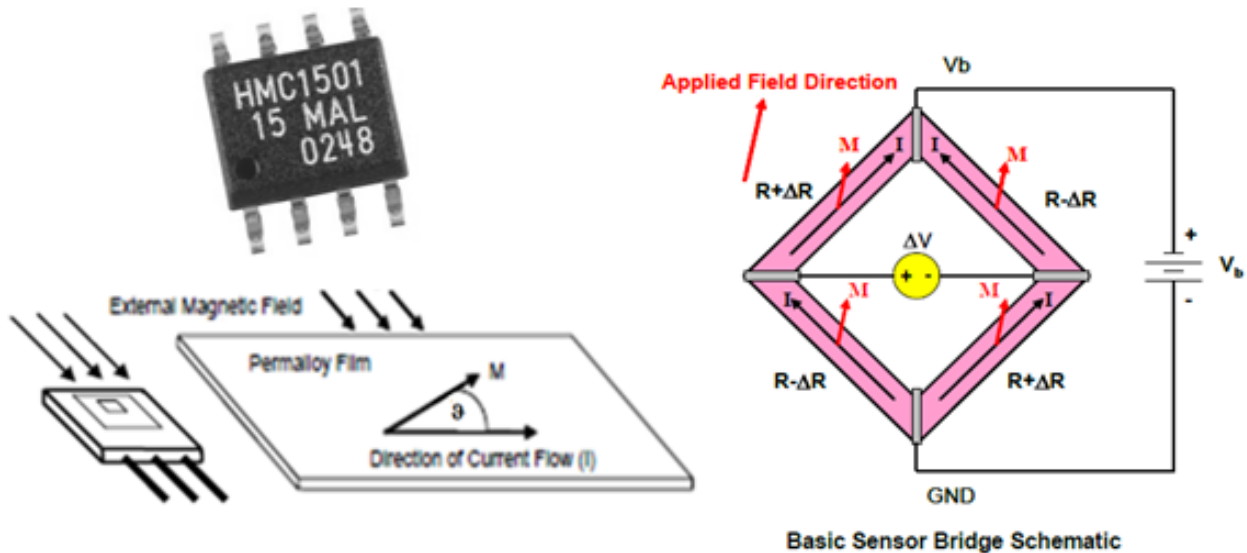 HMC1501
15 MAL
0248
External Magnetic Field
Permalloy Film
M
ϑ
Direction of Current Flow (I)
Applied Field Direction
Vb
M
I
I
M
R+ΔR
R-ΔR
ΔV
+ -
+
Vb
-
M
I
M
I
R-ΔR
R+ΔR
GND
Basic Sensor Bridge Schematic